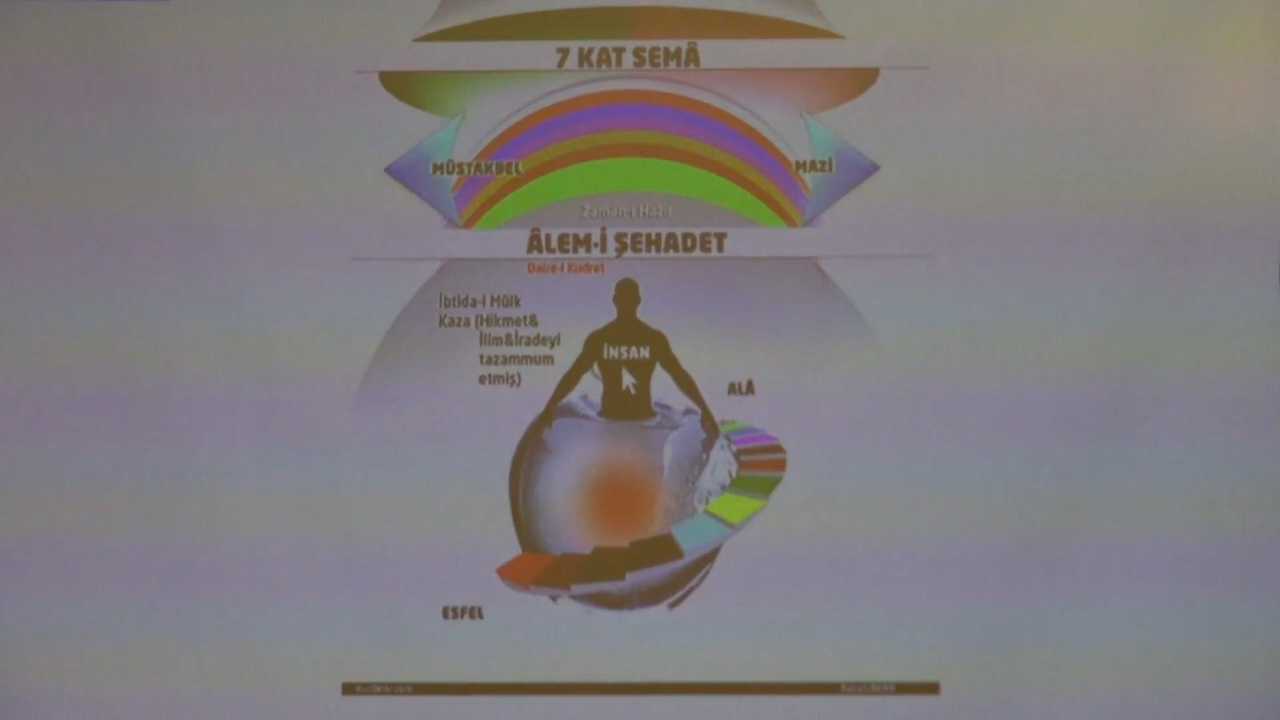 7 KAT SEMÂ
MÜSTAKBEL
MAZİ
Zaman-ı Hazır
ÂLEM-İ ŞEHADET
Daire-i Kudret
İbtida-i Mülk
Kaza (Hikmet&
İlim&İradeyi
tazammum
etmiş)
İNSAN
ALÂ
ESFEL